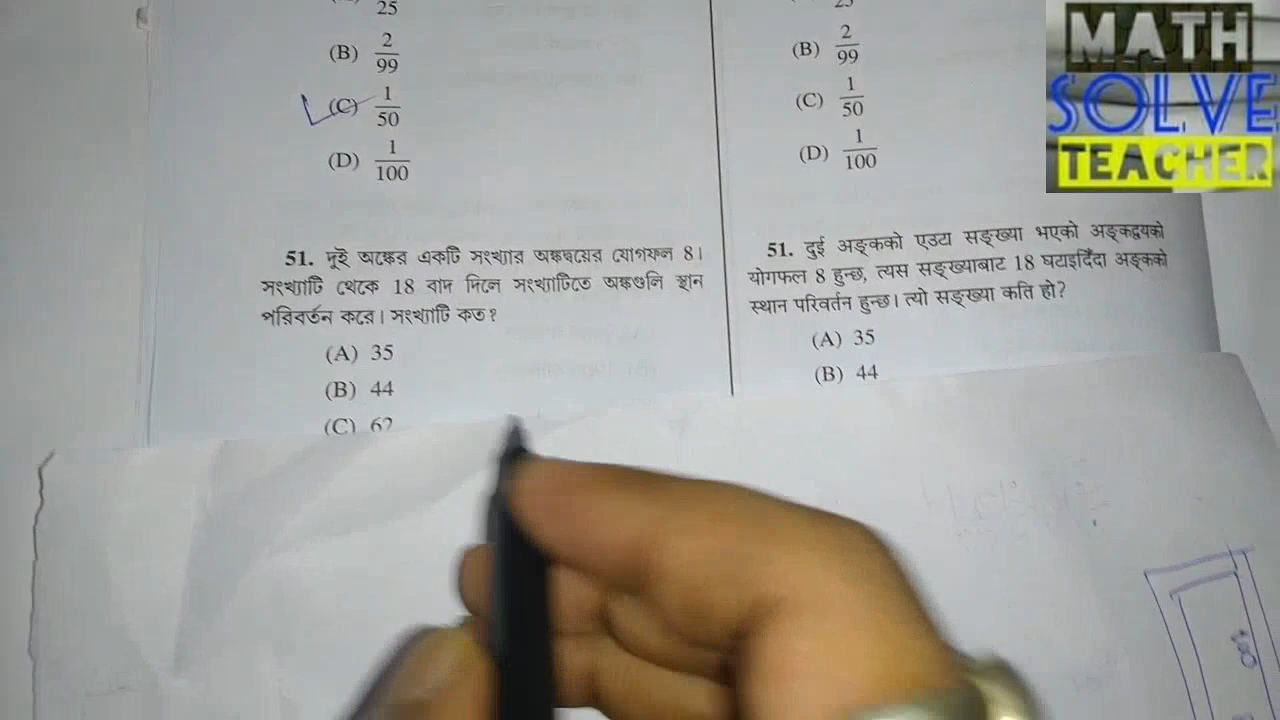 25
(B) 2/99
(C) 1/50
(D) 1/100
51. দুই অঙ্কের একটি সংখ্যার অঙ্কদ্বয়ের যোগফল 8।
সংখ্যাটি থেকে 18 বাদ দিলে সংখ্যাটিতে অঙ্কগুলি স্থান
পরিবর্তন করে। সংখ্যাটি কত?
(A) 35
(B) 44
(C) 62
25
(B) 2/99
(C) 1/50
(D) 1/100
51. दुई अङ्कको एउटा सङ्ख्या भएको अङ्कद्वयको
योगफल 8 हुन्छ, त्यस सङ्ख्याबाट 18 घटाइदिँदा अङ्कको
स्थान परिवर्तन हुन्छ। त्यो सङ्ख्या कति हो?
(A) 35
(B) 44
MATH
SOLVE
TEACHER